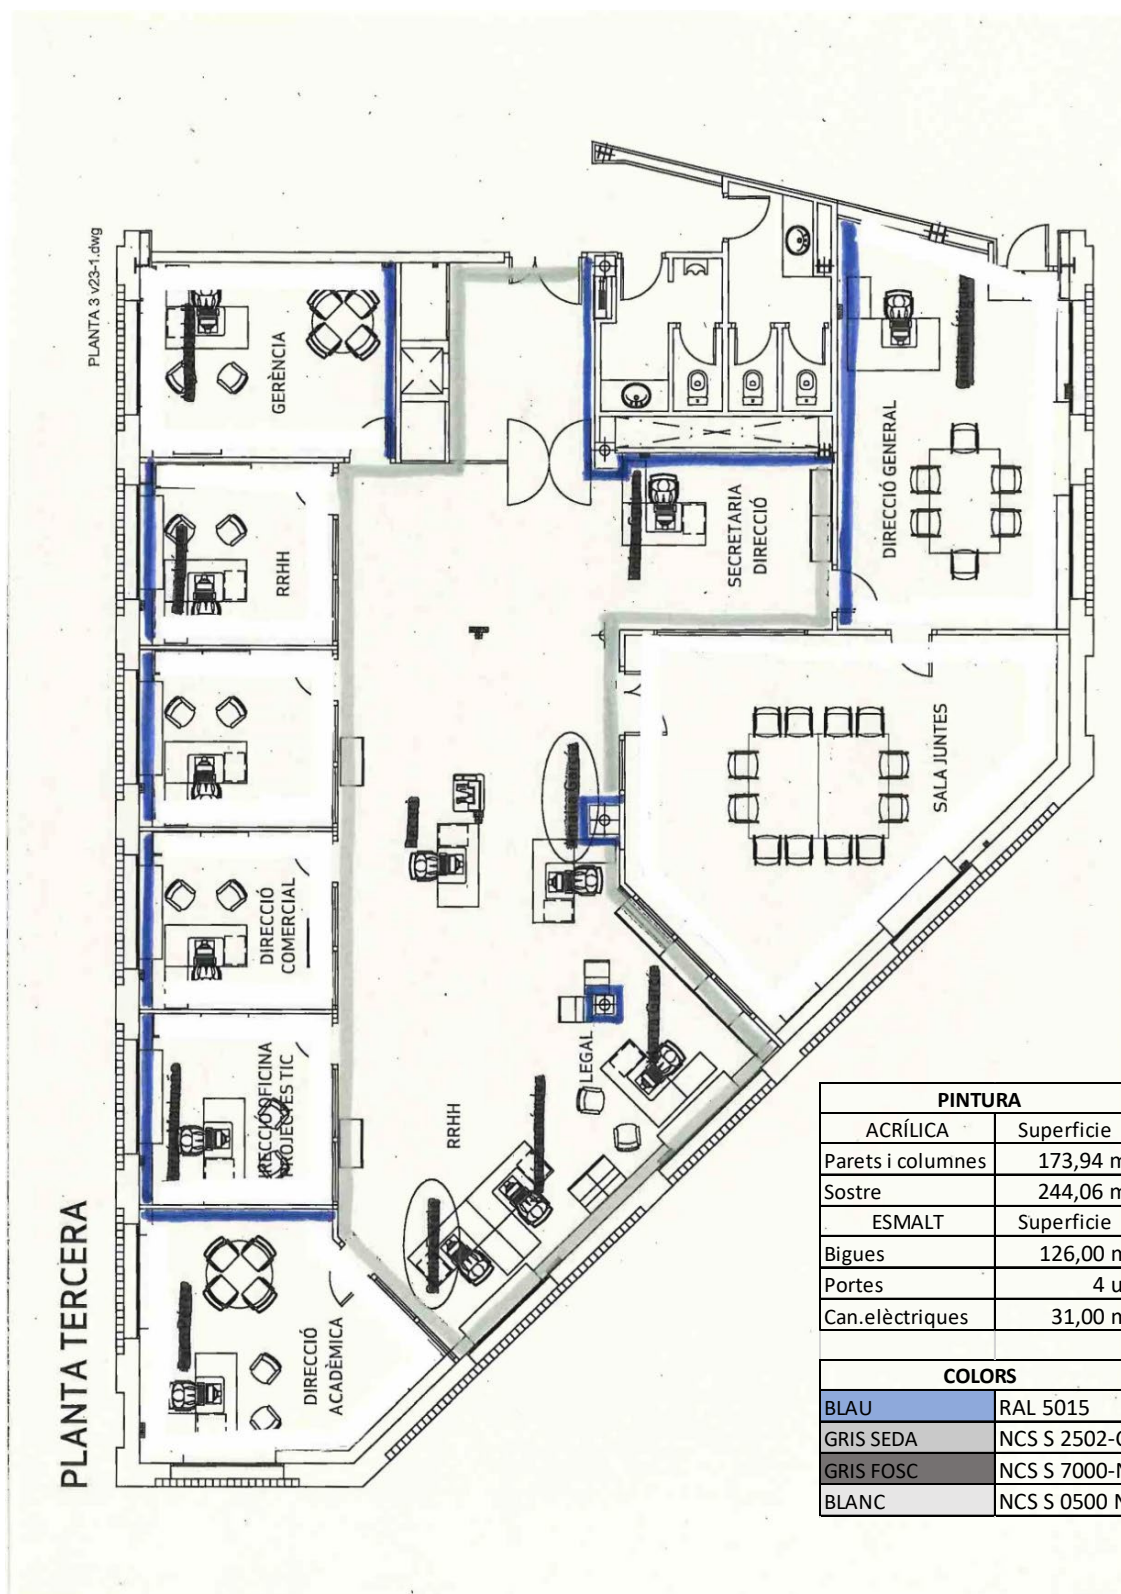 PLANTA TERCERA
PLANTA 3 v23-1.dwg
GERÈNCIA
RRHH
DIRECCIÓ
COMERCIAL
IRECCIÓ OFICINA
PROJECTES TIC
DIRECCIÓ
ACADÈMICA
SECRETARIA
DIRECCIÓ
DIRECCIÓ GENERAL
SALA JUNTES
LEGAL
RRHH
PINTURA
ACRÍLICA Superficie
Parets i columnes 173,94 m
Sostre 244,06 m
ESMALT Superficie
Bigues 126,00 m
Portes 4 u
Can.elèctriques 31,00 m
COLORS
BLAU RAL 5015
GRIS SEDA NCS S 2502-
GRIS FOSC NCS S 7000-N
BLANC NCS S 0500 N